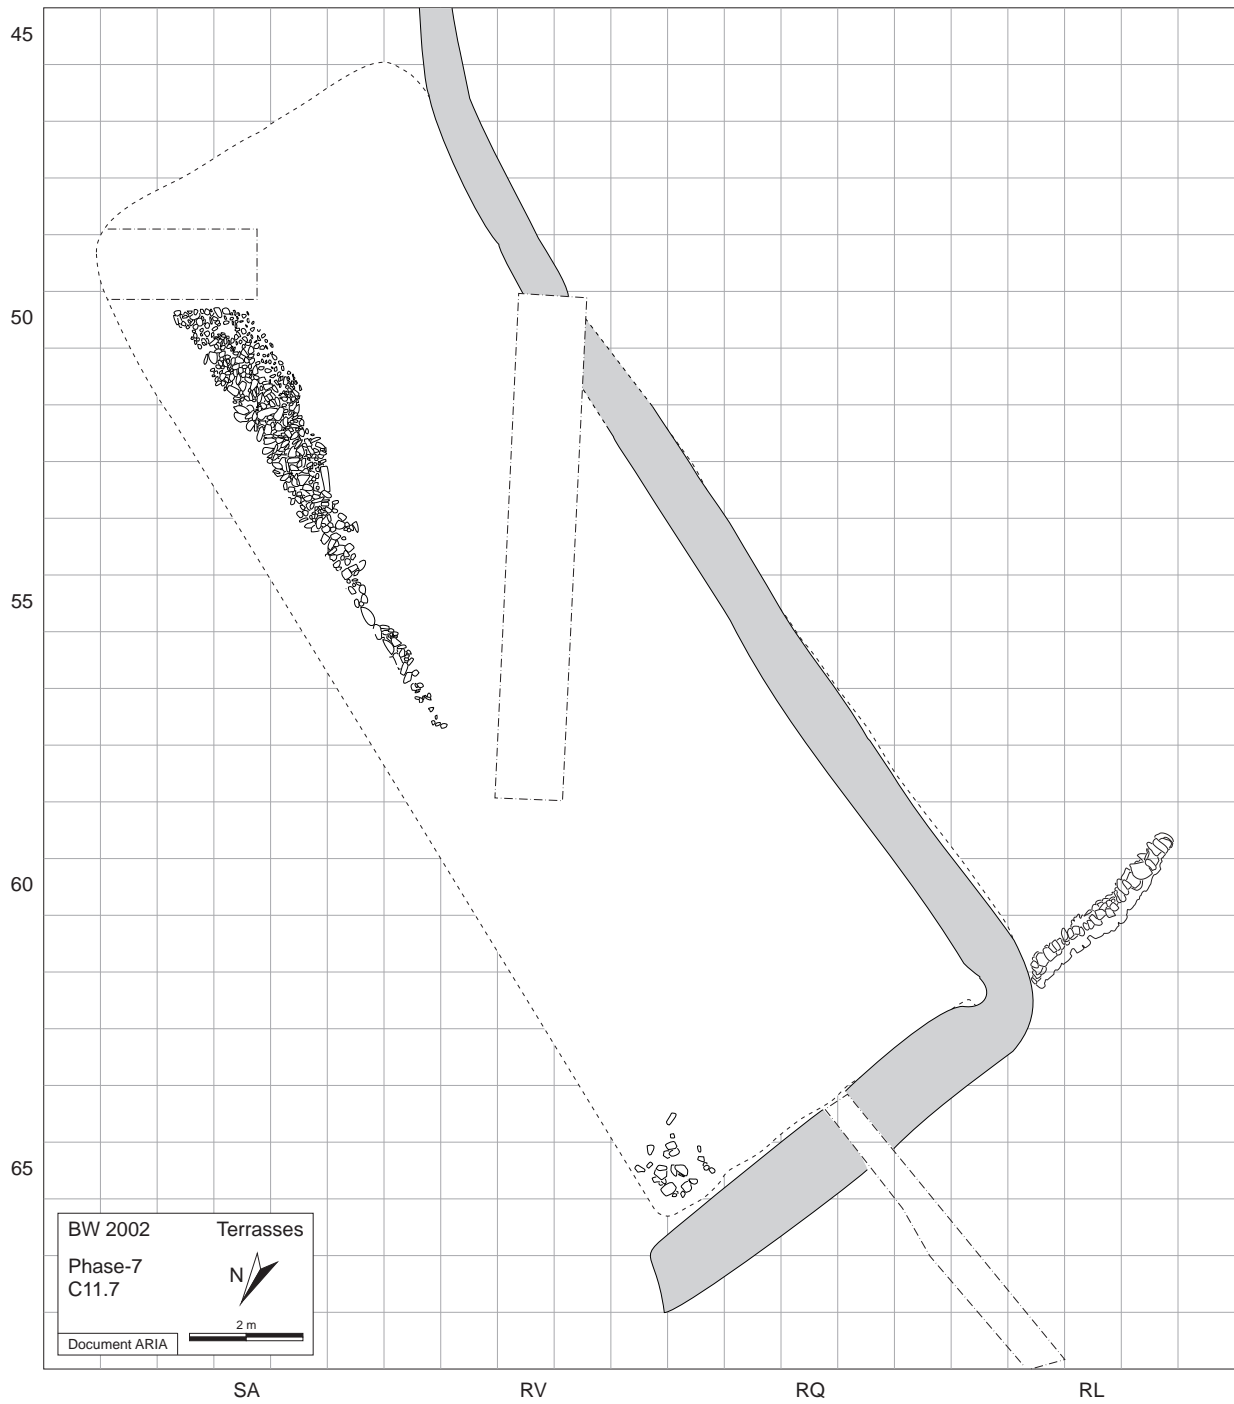 45
50
55
60
65
BW 2002 Terrasses
Phase-7
C11.7
N
2 m
Document ARIA
SA RV RQ RL